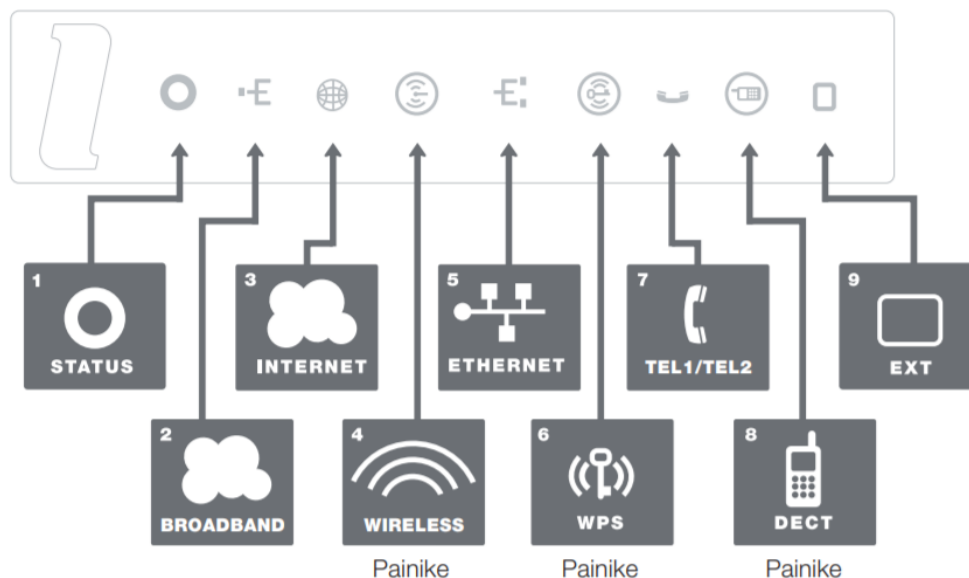 1
STATUS
3
INTERNET
5
ETHERNET
7
TEL1/TEL2
9
EXT
2
BROADBAND
4
WIRELESS
6
WPS
8
DECT
Painike
Painike
Painike